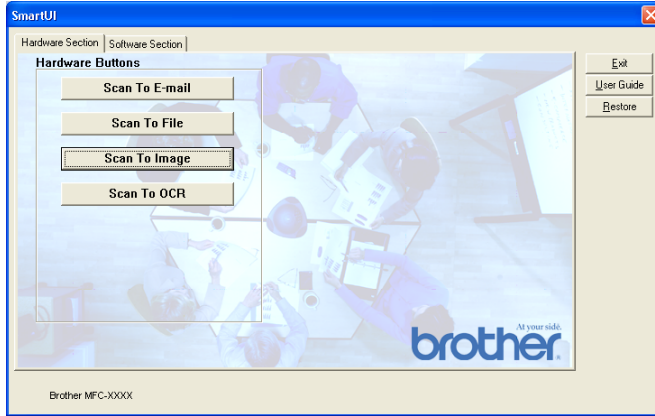 SmartUI
Hardware Section Software Section
Hardware Buttons
Scan To E-mail
Scan To File
Scan To Image
Scan To OCR
Exit
User Guide
Restore
At your side.
brother
Brother MFC-XXXX